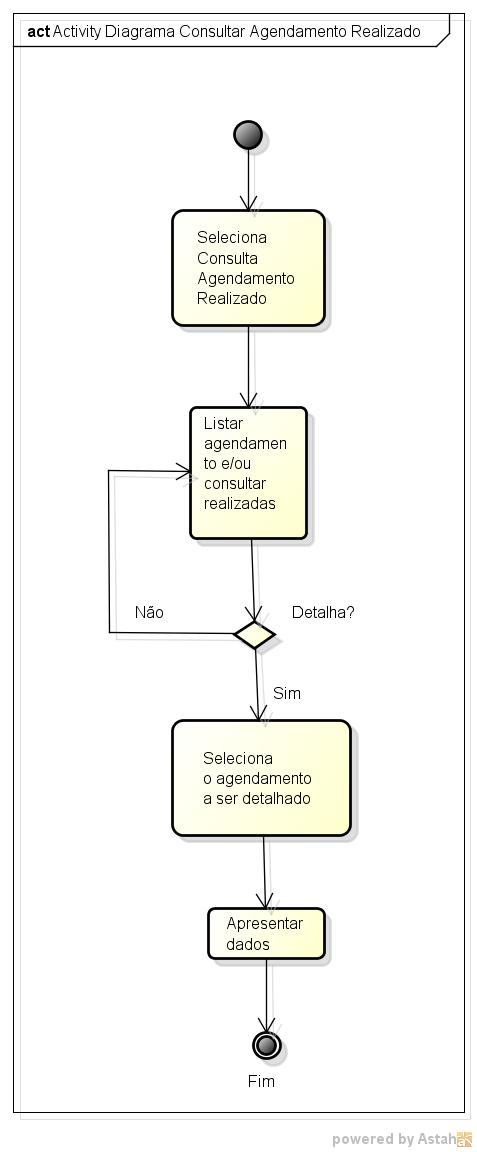 act Activity Diagrama Consultar Agendamento Realizado
Seleciona
Consulta
Agendamento
Realizado
Listar
agendamen
to e/ou
consultar
realizadas
Não
Detalha?
Sim
Seleciona
o agendamento
a ser detalhado
Apresentar
dados
Fim
powered by Astah